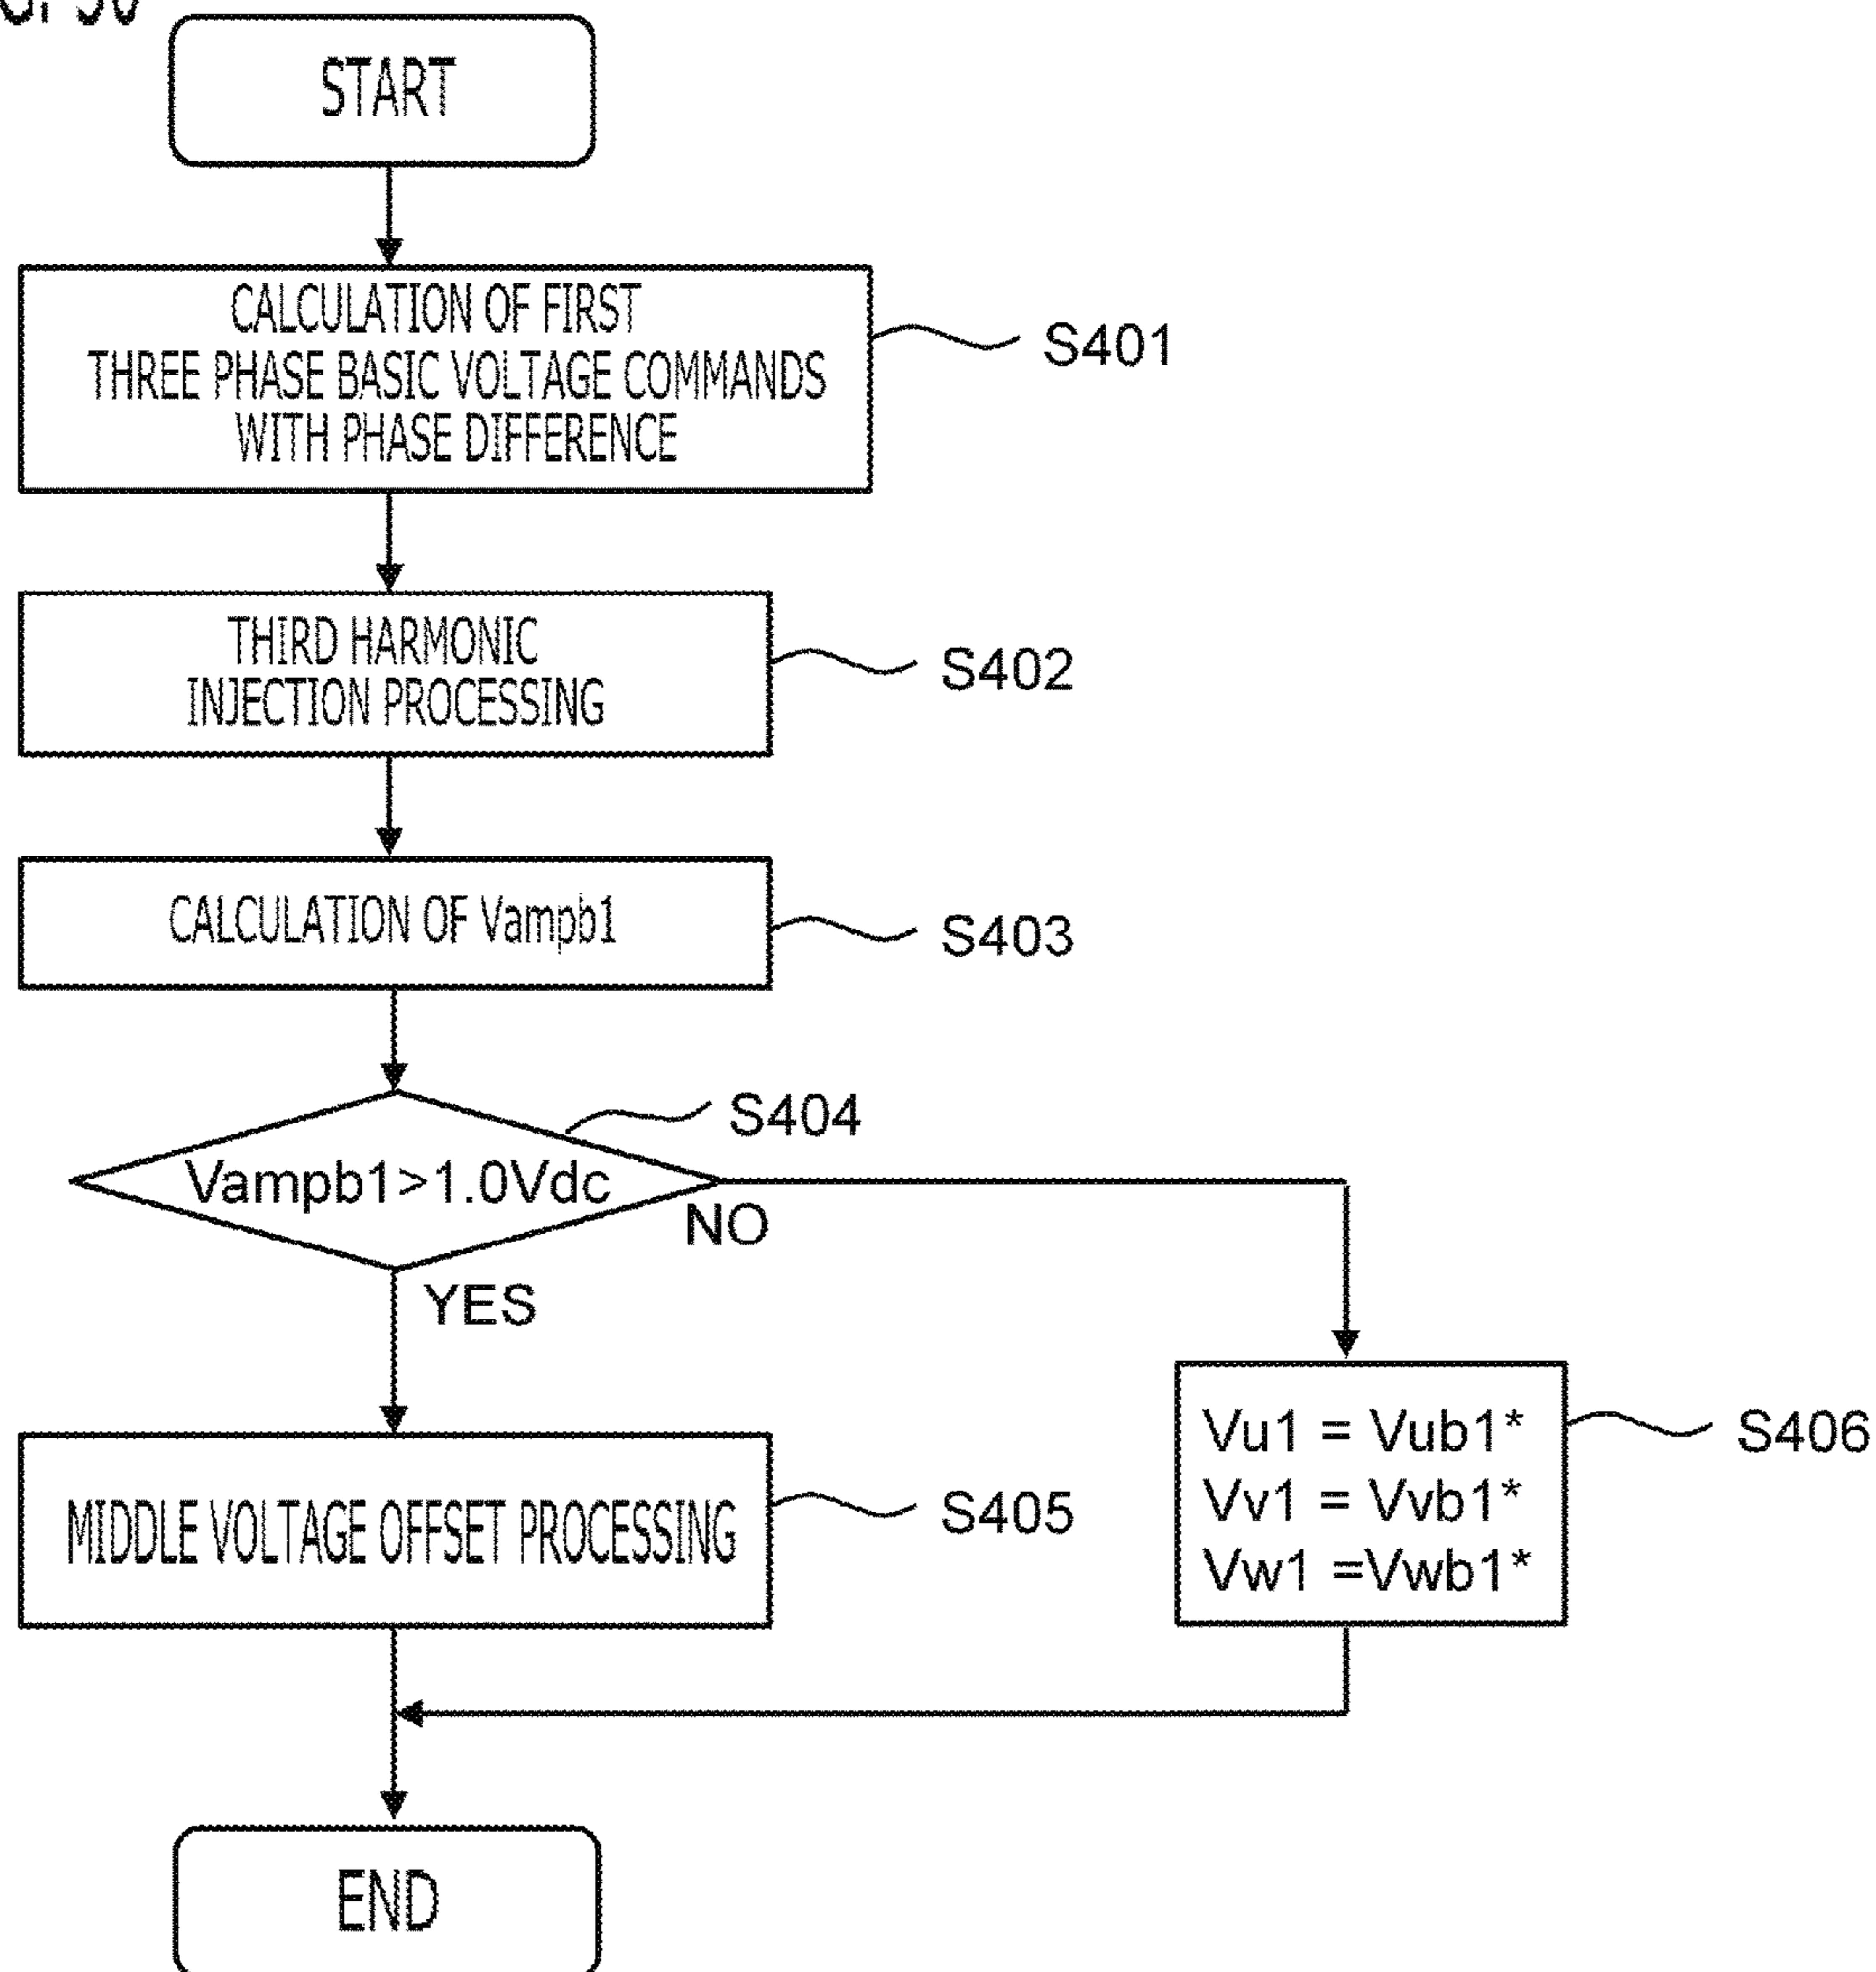 START
CALCULATION OF FIRST
THREE PHASE BASIC VOLTAGE COMMANDS
WITH PHASE DIFFERENCE
S401
THIRD HARMONIC
INJECTION PROCESSING
S402
CALCULATION OF Vampb1
S403
S404
Vampb1>1.0Vdc
NO
YES
MIDDLE VOLTAGE OFFSET PROCESSING
S405
Vu1 = Vub1*
Vv1 = Vvb1*
Vw1 =Vwb1*
S406
END